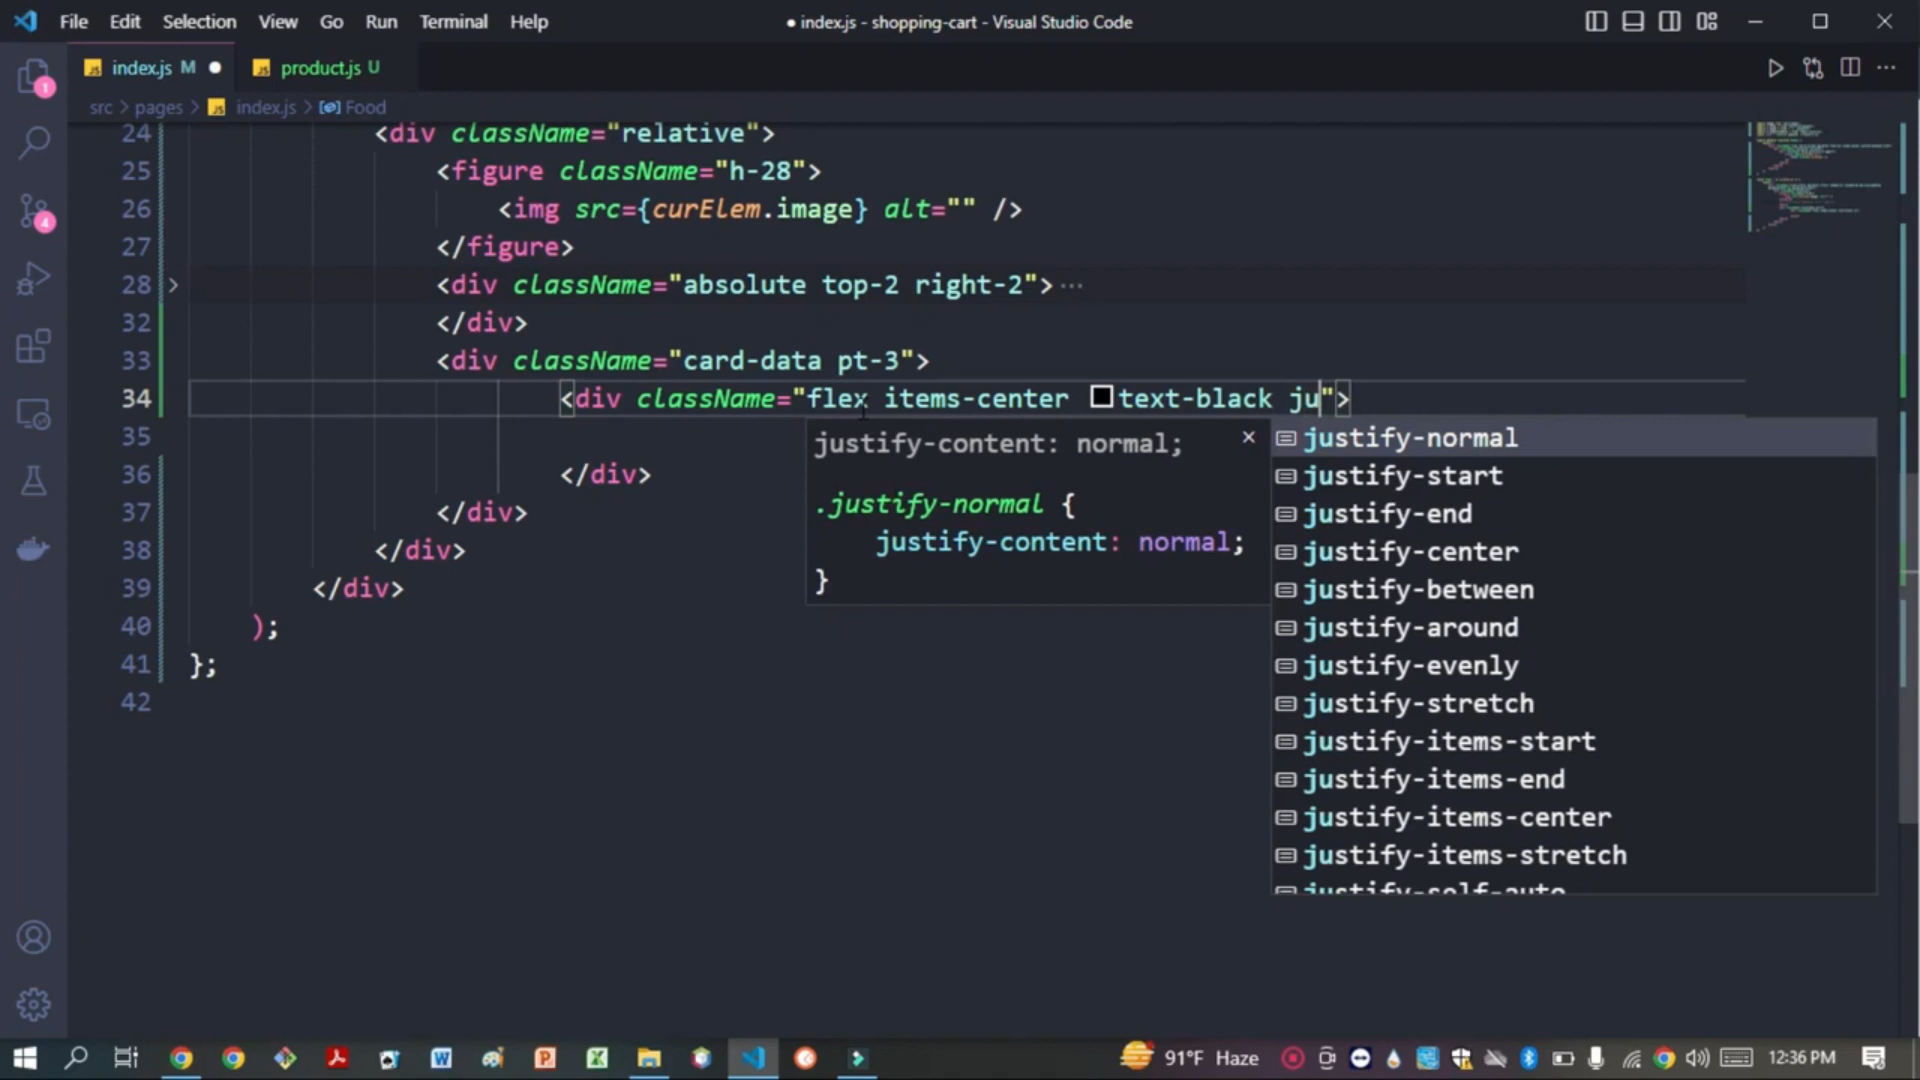 File Edit Selection View Go Run Terminal Help
● index.js - shopping-cart - Visual Studio Code
index.js M ●
product.js U
src > pages > index.js > Food
24 <div className="relative">
25 <figure className="h-28">
26 <img src={curElem.image} alt="" />
27 </figure>
28 <div className="absolute top-2 right-2"> ···
32 </div>
33 <div className="card-data pt-3">
34 <div className="flex items-center text-black ju">
35
36 </div>
37 </div>
38 </div>
39 </div>
40 );
41 };
42
justify-content: normal;
.justify-normal {
justify-content: normal;
}
justify-normal
justify-start
justify-end
justify-center
justify-between
justify-around
justify-evenly
justify-stretch
justify-items-start
justify-items-end
justify-items-center
justify-items-stretch
justify-self-auto
1
4
91°F Haze
12:36 PM